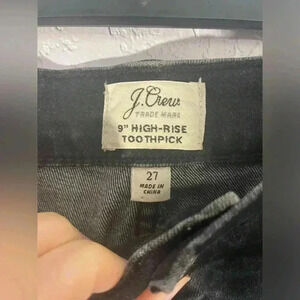 J.Crew
TRADE MARK
9" HIGH-RISE
TOOTHPICK
27
MADE IN
CHINA